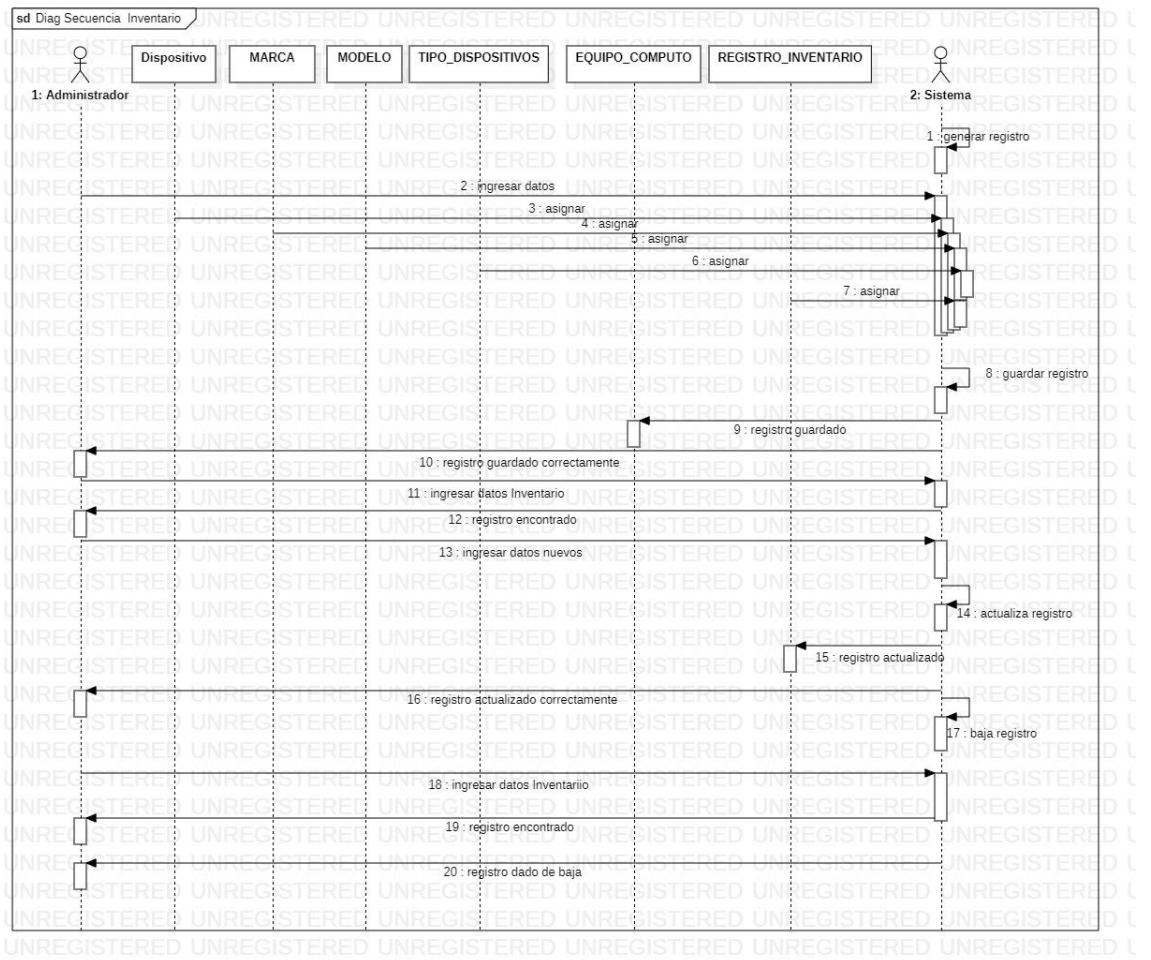 sd Diag Secuencia Inventario
1: Administrador
Dispositivo
MARCA
MODELO
TIPO_DISPOSITIVOS
EQUIPO_COMPUTO
REGISTRO_INVENTARIO
2: Sistema
1 : generar registro
2 : ingresar datos
3 : asignar
4 : asignar
5 : asignar
6 : asignar
7 : asignar
8 : guardar registro
9 : registro guardado
10 : registro guardado correctamente
11 : ingresar datos Inventario
12 : registro encontrado
13 : ingresar datos nuevos
14 : actualiza registro
15 : registro actualizado
16 : registro actualizado correctamente
17 : baja registro
18 : ingresar datos Inventariio
19 : registro encontrado
20 : registro dado de baja
UNREGISTERED